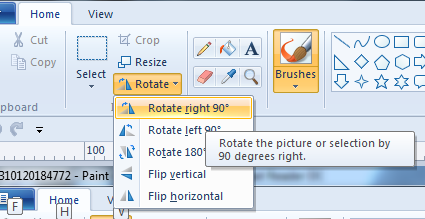 Home View
Cut
Copy
Crop
Resize
Select
Rotate
Brushes
Rotate right 90°
Rotate left 90°
Rotate 180°
Flip vertical
Flip horizontal
Rotate the picture or selection by
90 degrees right.
100
310120184772 - Paint
F
Home
H
V